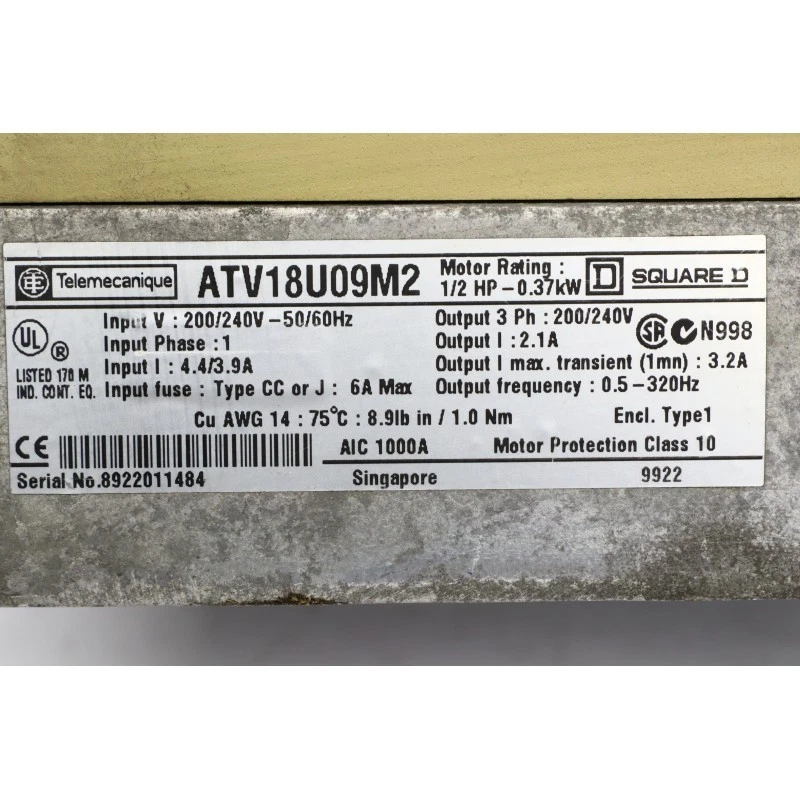 Telemecanique ATV18U09M2 Motor Rating : SQUARE D
1/2 HP-0.37kW
Input V : 200/240V-50/60Hz Output 3 Ph : 200/240V
UL ® Input Phase : 1 Output I : 2.1A SA N998
LISTED 170 M Input I : 4.4/3.9A Output I max. transient (1mn) : 3.2A
IND. CONT. EQ. Input fuse : Type CC or J : 6A Max Output frequency : 0.5-320Hz
Cu AWG 14 : 75°C : 8.9lb in / 1.0 Nm Encl. Type1
CE AIC 1000A Motor Protection Class 10
Serial No.8922011484 Singapore 9922